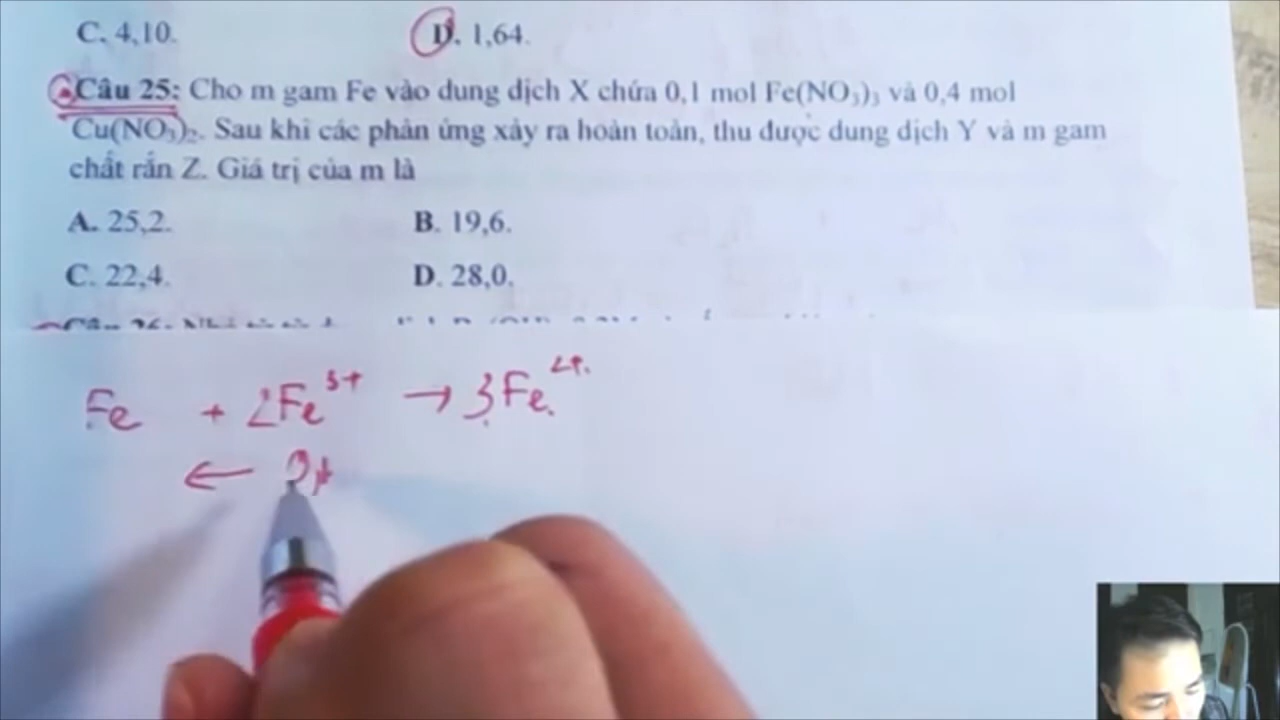 C. 4,10. D. 1,64.
Câu 25: Cho m gam Fe vào dung dịch X chứa 0,1 mol Fe(NO₃)₃ và 0,4 mol
Cu(NO₃)₂. Sau khi các phản ứng xảy ra hoàn toàn, thu được dung dịch Y và m gam
chất rắn Z. Giá trị của m là
A. 25,2. B. 19,6.
C. 22,4. D. 28,0.
Fe + 2Fe³⁺ → 3Fe²⁺.
←